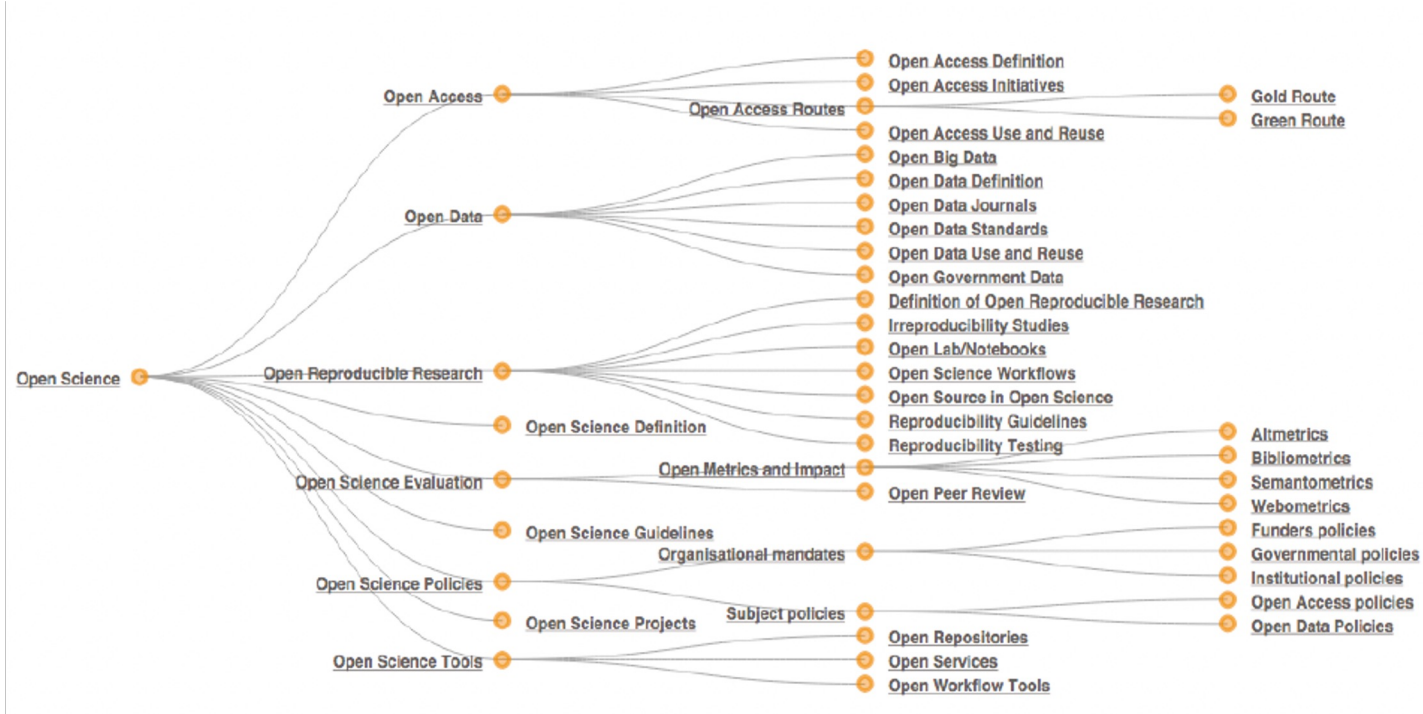 Open Science
Open Access
Open Access Definition
Open Access Initiatives
Open Access Routes
Gold Route
Green Route
Open Access Use and Reuse
Open Data
Open Big Data
Open Data Definition
Open Data Journals
Open Data Standards
Open Data Use and Reuse
Open Government Data
Open Reproducible Research
Definition of Open Reproducible Research
Irreproducibility Studies
Open Lab/Notebooks
Open Science Workflows
Open Source in Open Science
Reproducibility Guidelines
Reproducibility Testing
Open Science Definition
Open Science Evaluation
Open Metrics and Impact
Altmetrics
Bibliometrics
Semantometrics
Webometrics
Open Peer Review
Open Science Guidelines
Open Science Policies
Organisational mandates
Funders policies
Governmental policies
Institutional policies
Subject policies
Open Access policies
Open Data Policies
Open Science Projects
Open Science Tools
Open Repositories
Open Services
Open Workflow Tools